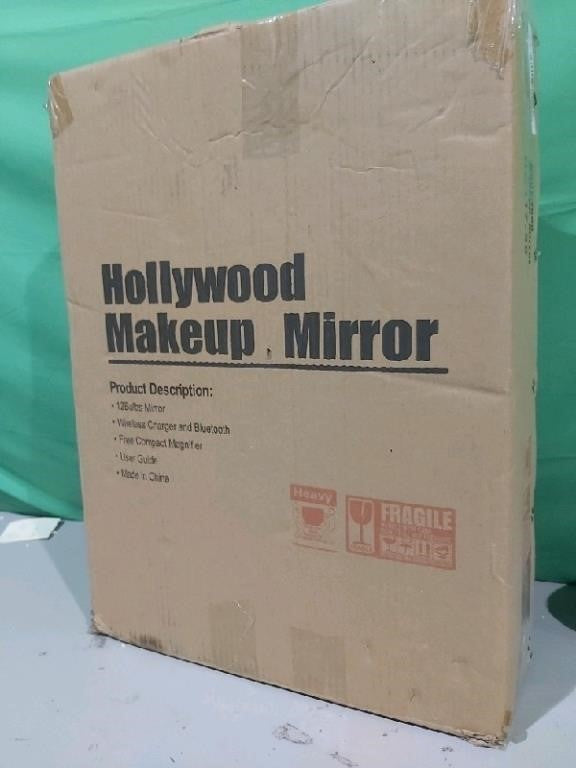 Hollywood
Makeup Mirror
Product Description:
• 12Bulbs Mirror
• Wireless Charger and Bluetooth
• Free Compact Magnifier
• User Guide
• Made in China
Heavy
FRAGILE